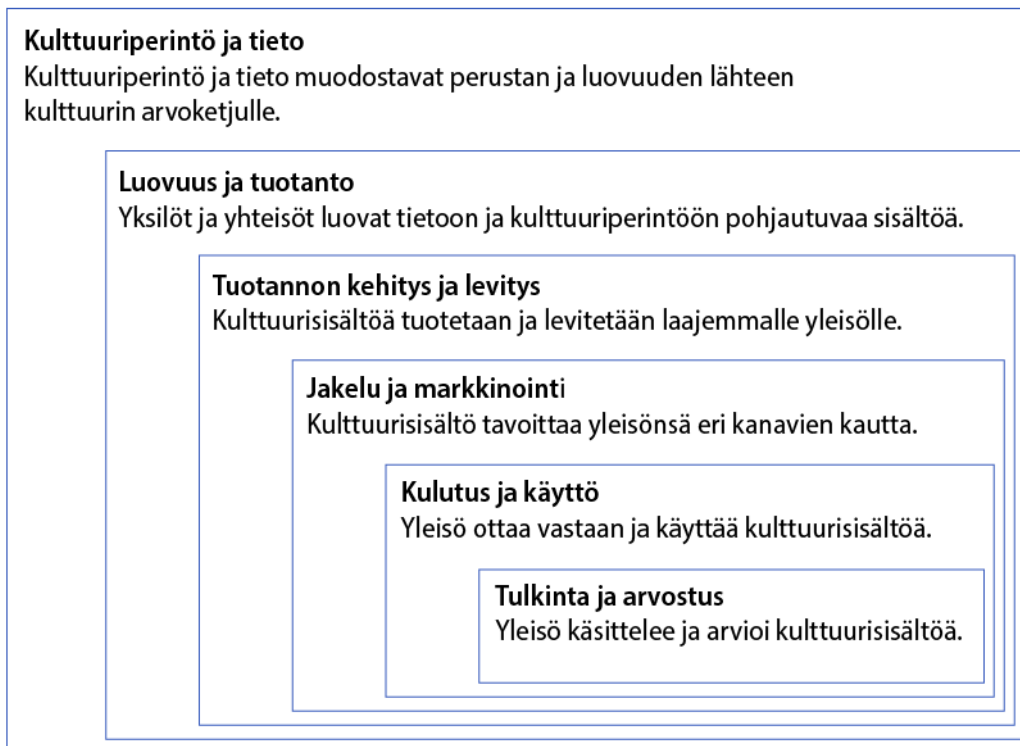 Kulttuuriperintö ja tieto
Kulttuuriperintö ja tieto muodostavat perustan ja luovuuden lähteen
kulttuurin arvoketjulle.
Luovuus ja tuotanto
Yksilöt ja yhteisöt luovat tietoon ja kulttuuriperintöön pohjautuvaa sisältöä.
Tuotannon kehitys ja levitys
Kulttuurisisältöä tuotetaan ja levitetään laajemmalle yleisölle.
Jakelu ja markkinointi
Kulttuurisisältö tavoittaa yleisönsä eri kanavien kautta.
Kulutus ja käyttö
Yleisö ottaa vastaan ja käyttää kulttuurisisältöä.
Tulkinta ja arvostus
Yleisö käsittelee ja arvioi kulttuurisisältöä.